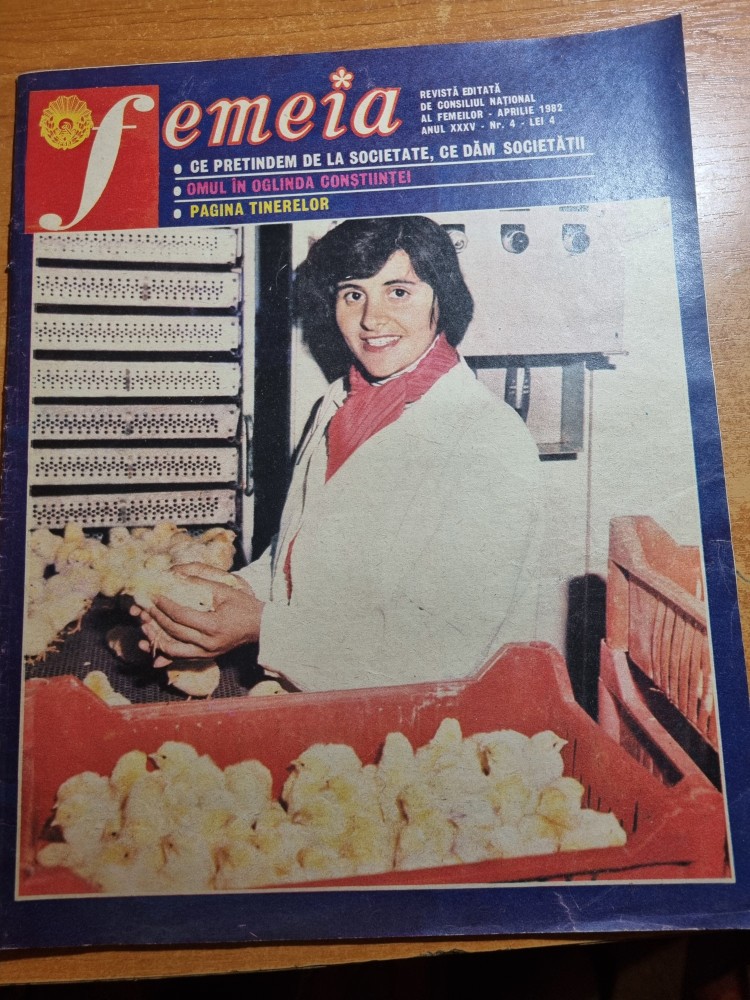 femeia
REVISTĂ EDITATĂ
DE CONSILIUL NAȚIONAL
AL FEMEILOR - APRILIE 1982
ANUL XXXV - Nr. 4 - LEI 4
• CE PRETINDEM DE LA SOCIETATE, CE DĂM SOCIETĂȚII
• OMUL ÎN OGLINDA CONȘTIINȚEI
• PAGINA TINERELOR